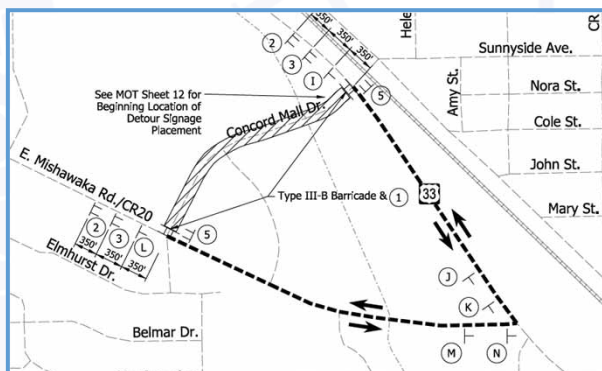 350'
350'
350'
2
3
I
5
Hele
CR
Sunnyside Ave.
Amy St.
Nora St.
Cole St.
John St.
Mary St.
See MOT Sheet 12 for
Beginning Location of
Detour Signage
Placement
Concord Mall Dr.
Type III-B Barricade & 1
33
E. Mishawaka Rd./CR20
5
2
3
L
350'
350'
350'
Elmhurst Dr.
Belmar Dr.
J
K
M
N